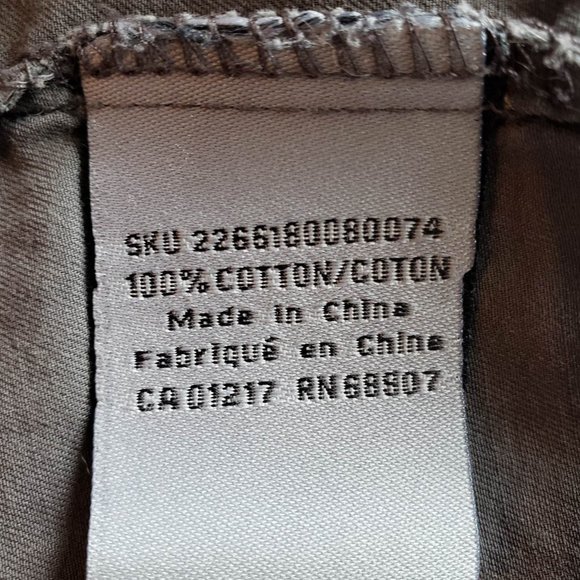 SKU 2266180080074
100% COTTON/COTON
Made in China
Fabriqué en Chine
CA 01217 RN 68807